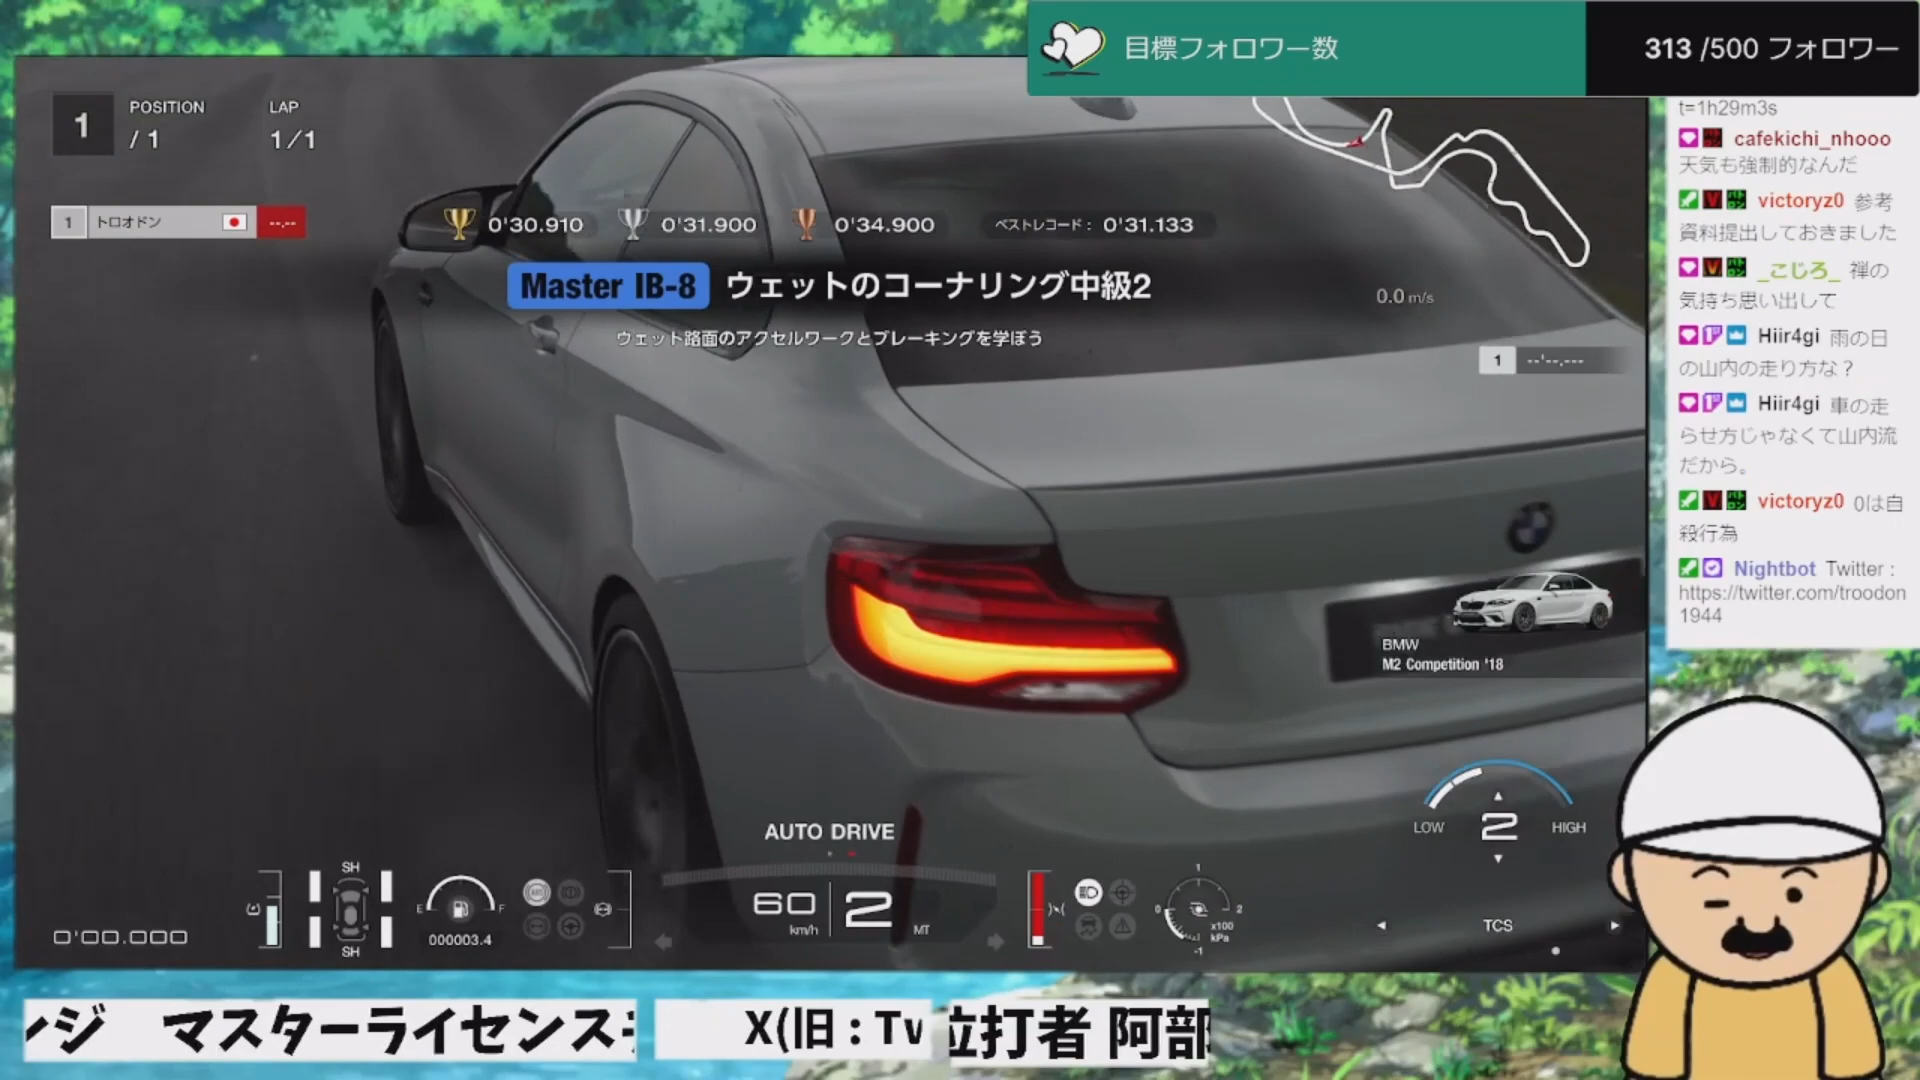 目標フォロワー数
313 /500 フォロワー
1
POSITION
/ 1
LAP
1/1
1 トロオドン --.--
0'30.910
0'31.900
0'34.900
ベストレコード: 0'31.133
Master IB-8 ウェットのコーナリング中級2
ウェット路面のアクセルワークとブレーキングを学ぼう
0.0 m/s
1 --'--.---
t=1h29m3s
cafekichi_nhooo
天気も強制的なんだ
victoryz0 参考
資料提出しておきました
_こじろ_ 禅の
気持ち思い出して
Hiir4gi 雨の日
の山内の走り方な?
Hiir4gi 車の走
らせ方じゃなくて山内流
だから。
victoryz0 0は自
殺行為
Nightbot Twitter :
https://twitter.com/troodon
1944
BMW
M2 Competition '18
LOW 2 HIGH
TCS
AUTO DRIVE
60
km/h
2
MT
0'00.000
SH
SH
E F
000003.4
1
0 2
x100
kPa
-1
ンジ マスターライセンス
X(旧:Tw
位打者 阿部